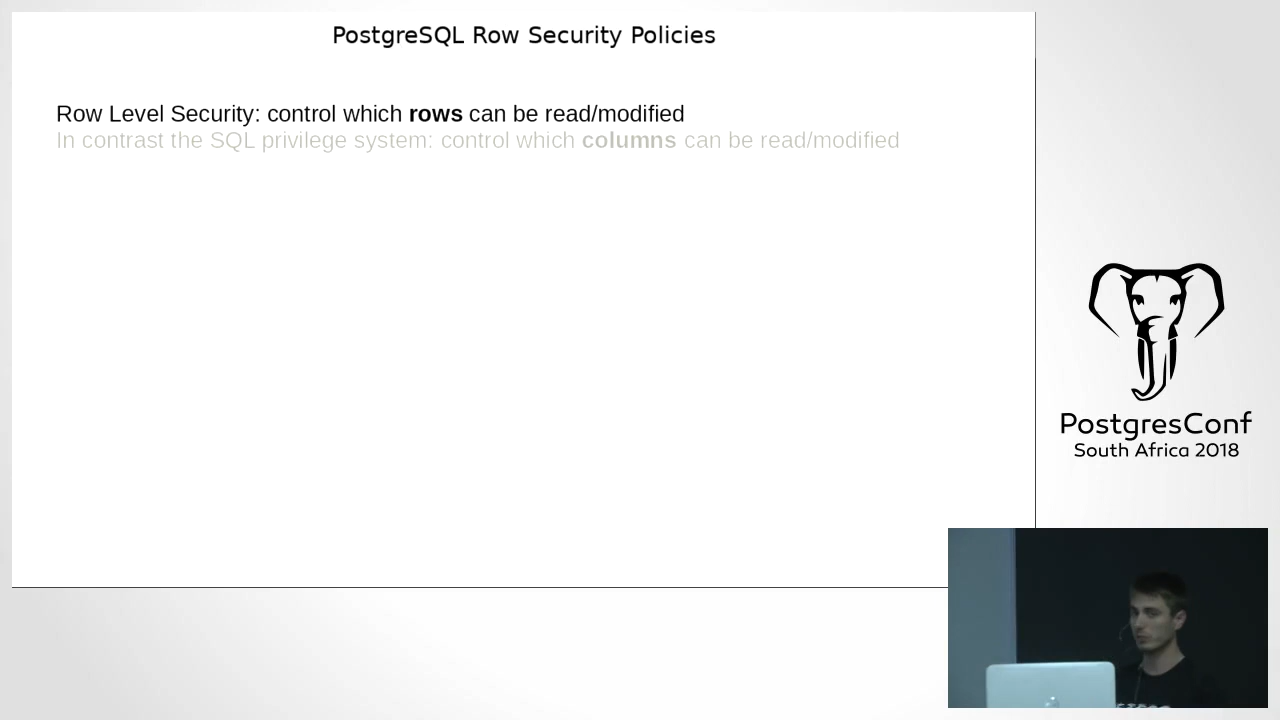 PostgreSQL Row Security Policies
Row Level Security: control which rows can be read/modified
In contrast the SQL privilege system: control which columns can be read/modified
PostgresConf
South Africa 2018